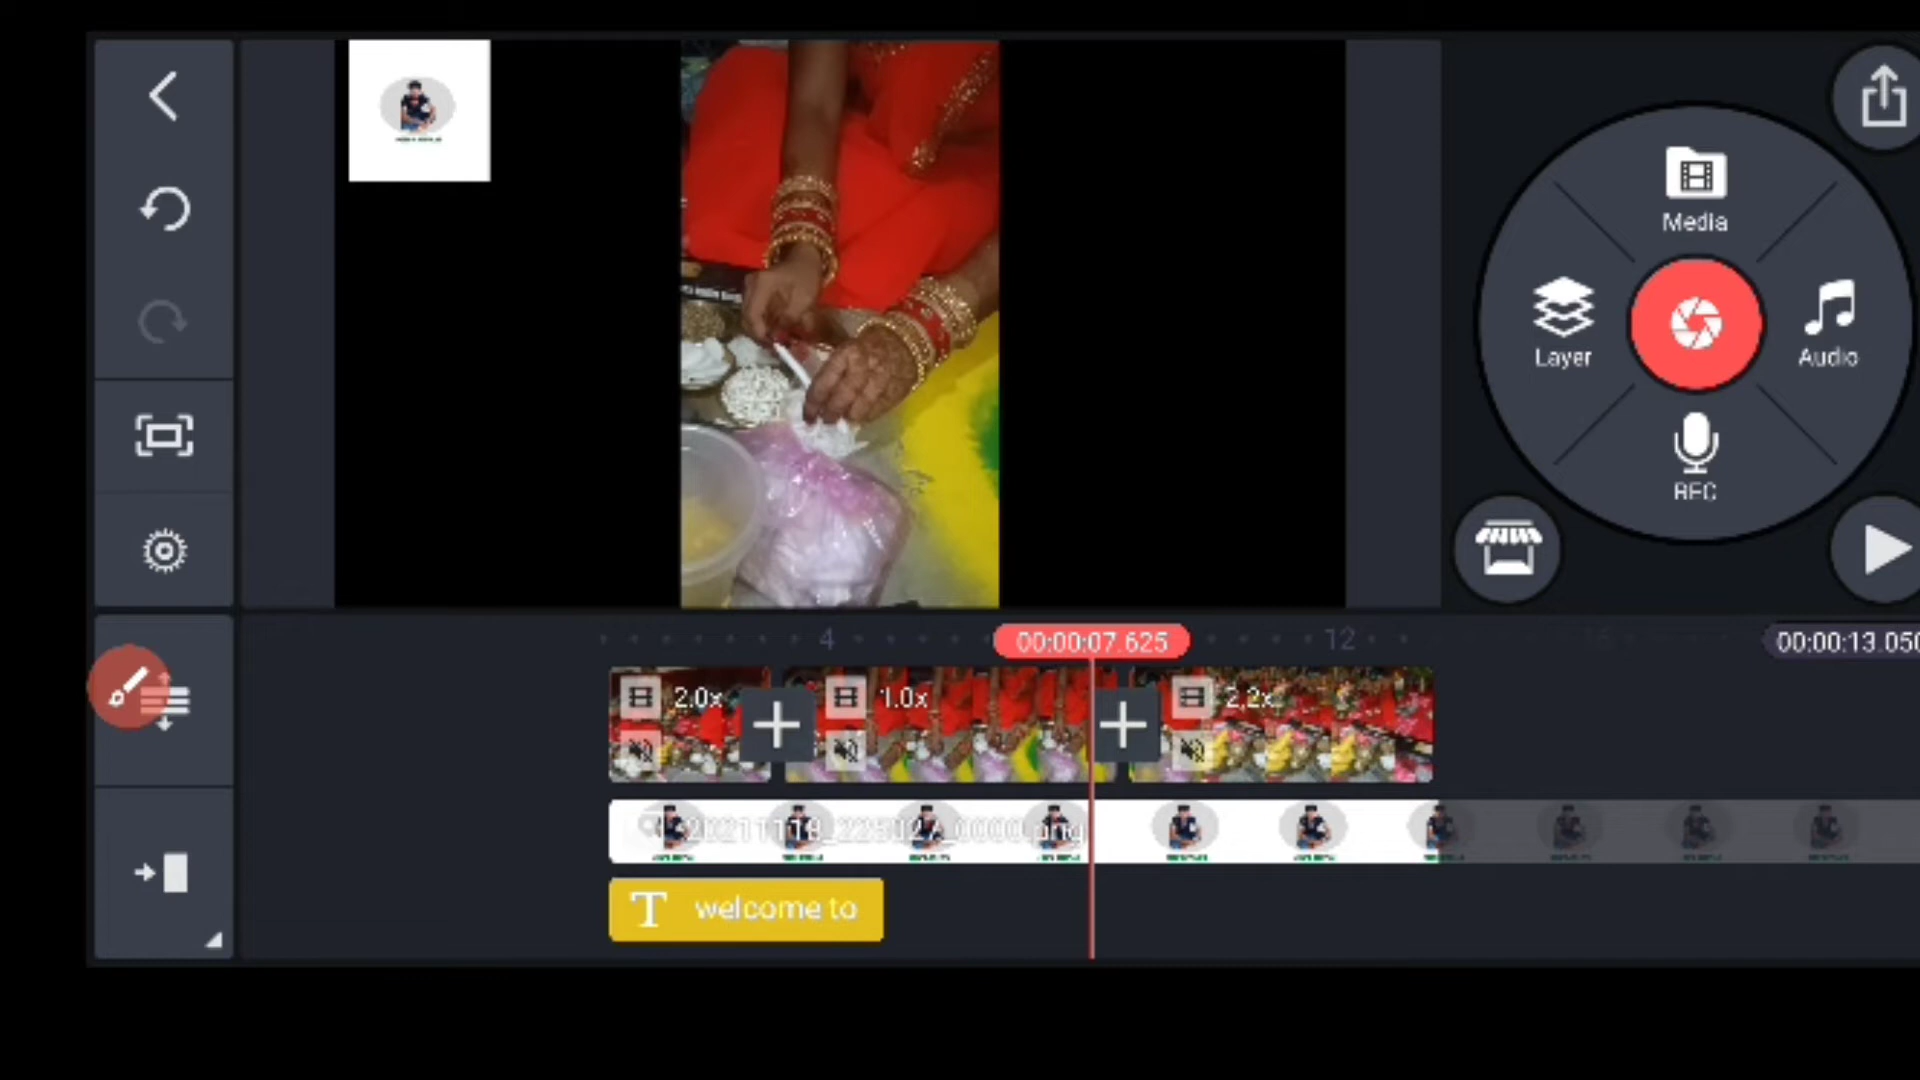 Media
Layer
Audio
REC
4
00:00:07.625
12
00:00:13.050
2.0x
1.0x
2.2x
welcome to